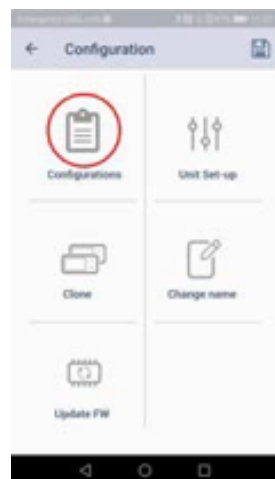 Configuration
Configurations
Unit Set-up
Clone
Change name
Update FW